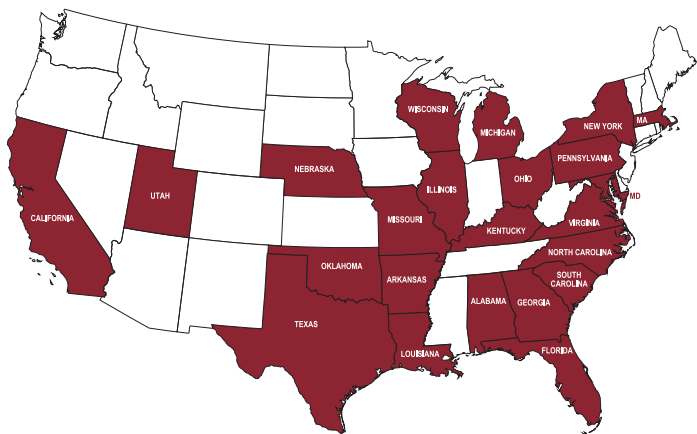 WISCONSIN
MICHIGAN
NEW YORK
MA
PENNSYLVANIA
OHIO
NEBRASKA
ILLINOIS
UTAH
MD
CALIFORNIA
MISSOURI
KENTUCKY
VIRGINIA
NORTH CAROLINA
OKLAHOMA
ARKANSAS
SOUTH
CAROLINA
ALABAMA
GEORGIA
TEXAS
LOUISIANA
FLORIDA